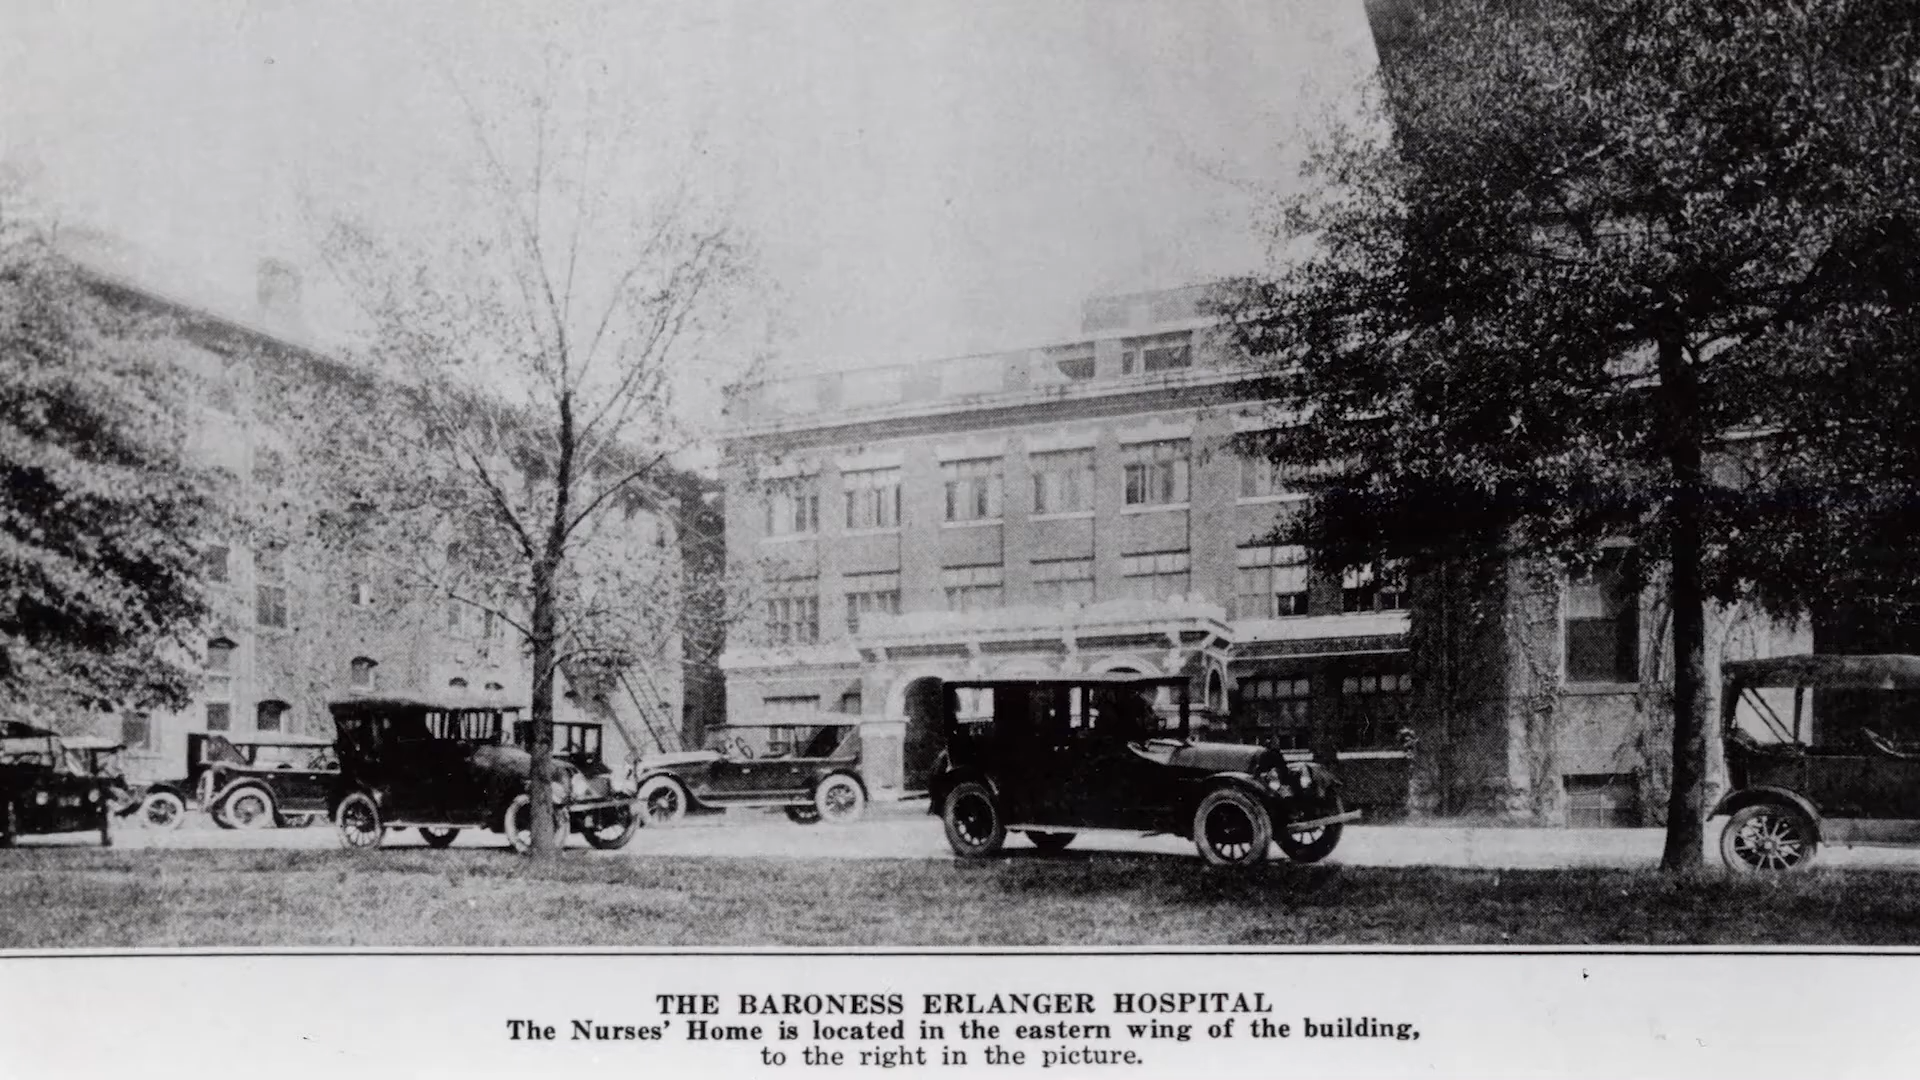 THE BARONESS ERLANGER HOSPITAL
The Nurses' Home is located in the eastern wing of the building,
to the right in the picture.